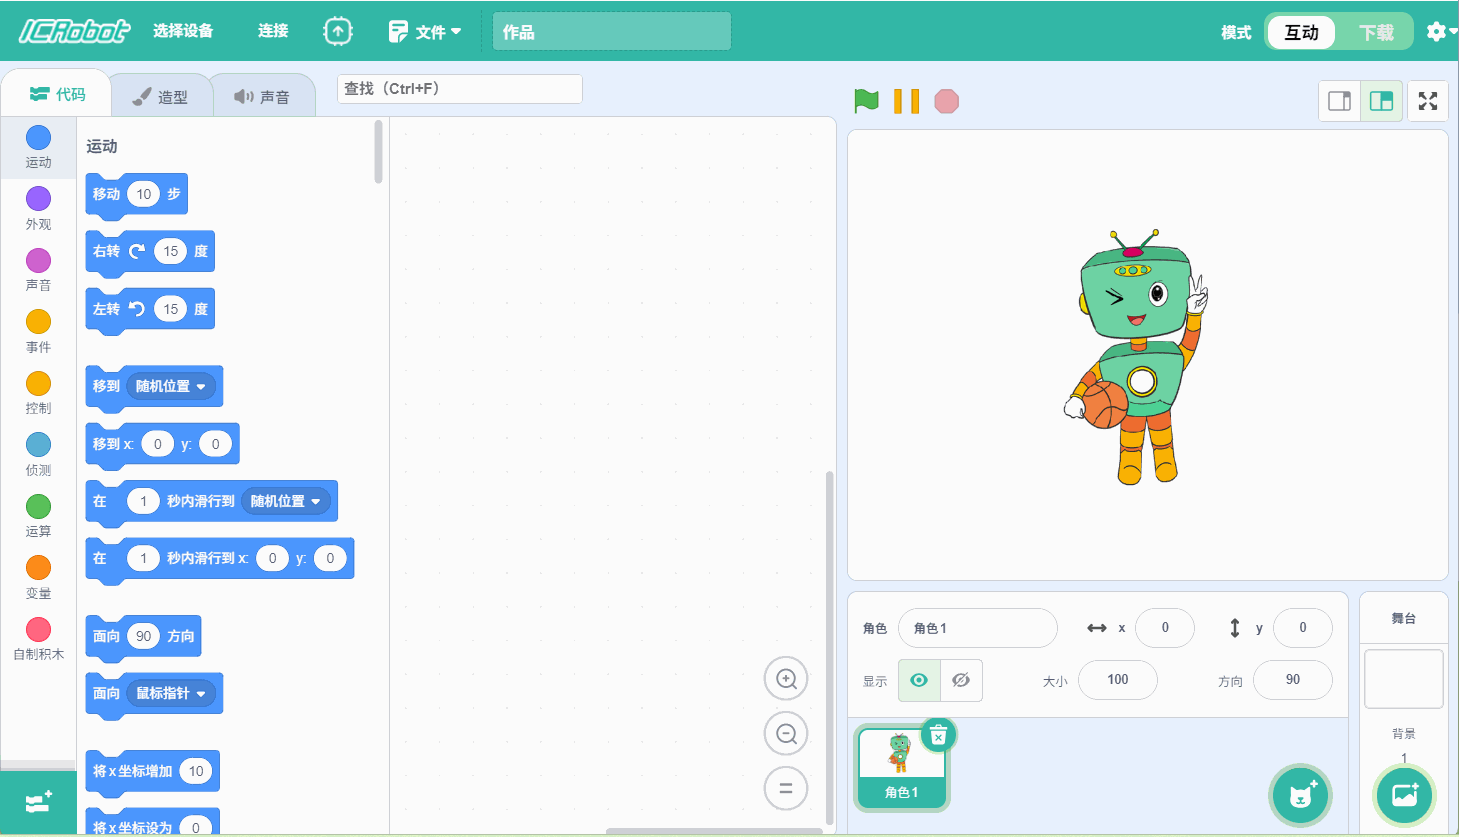 ICRobot 选择设备 连接 文件 作品 模式 互动 下载
代码 造型 声音 查找（Ctrl+F）
运动
外观
声音
事件
控制
侦测
运算
变量
自制积木
运动
移动 10 步
右转 15 度
左转 15 度
移到 随机位置
移到 x: 0 y: 0
在 1 秒内滑行到 随机位置
在 1 秒内滑行到 x: 0 y: 0
面向 90 方向
面向 鼠标指针
将x坐标增加 10
将x坐标设为 0
角色 角色1 x 0 y 0
显示 大小 100 方向 90
角色1
舞台
背景
1